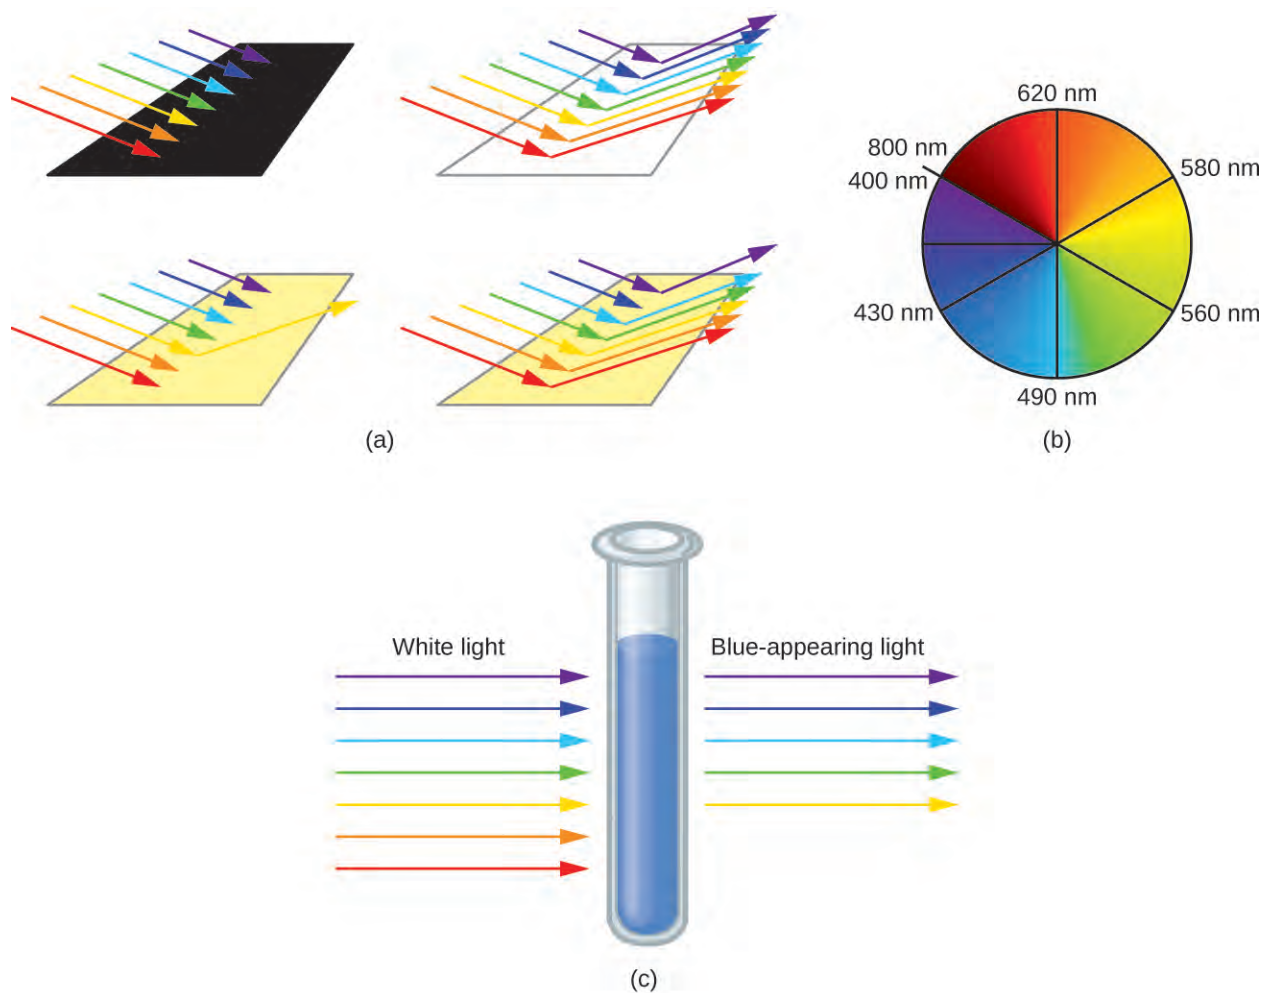 620 nm
800 nm
400 nm
580 nm
430 nm
560 nm
490 nm
(a)
(b)
White light
Blue-appearing light
(c)